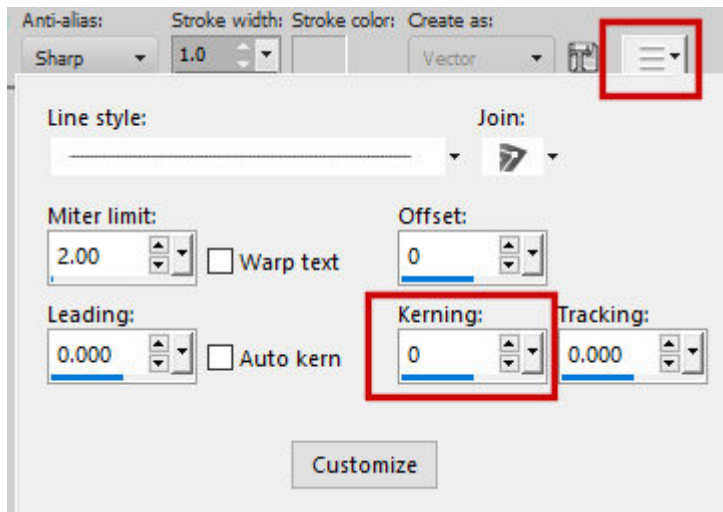 Anti-alias: Stroke width: Stroke color: Create as:
Sharp 1.0 Vector
Line style: Join:
Miter limit: Offset:
2.00 Warp text 0
Leading: Kerning: Tracking:
0.000 Auto kern 0 0.000
Customize